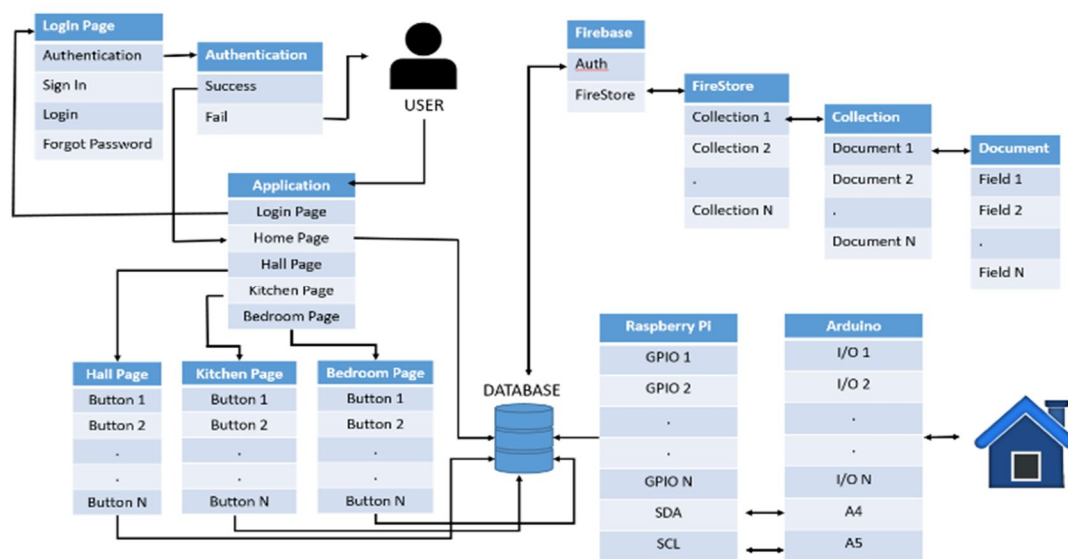 Login Page
Authentication
Sign In
Login
Forgot Password
Authentication
Success
Fail
USER
Application
Login Page
Home Page
Hall Page
Kitchen Page
Bedroom Page
Hall Page
Button 1
Button 2
.
.
Button N
Kitchen Page
Button 1
Button 2
.
.
Button N
Bedroom Page
Button 1
Button 2
.
.
Button N
DATABASE
Firebase
Auth
FireStore
FireStore
Collection 1
Collection 2
.
Collection N
Collection
Document 1
Document 2
.
Document N
Document
Field 1
Field 2
.
Field N
Raspberry Pi
GPIO 1
GPIO 2
.
.
GPIO N
SDA
SCL
Arduino
I/O 1
I/O 2
.
.
I/O N
A4
A5